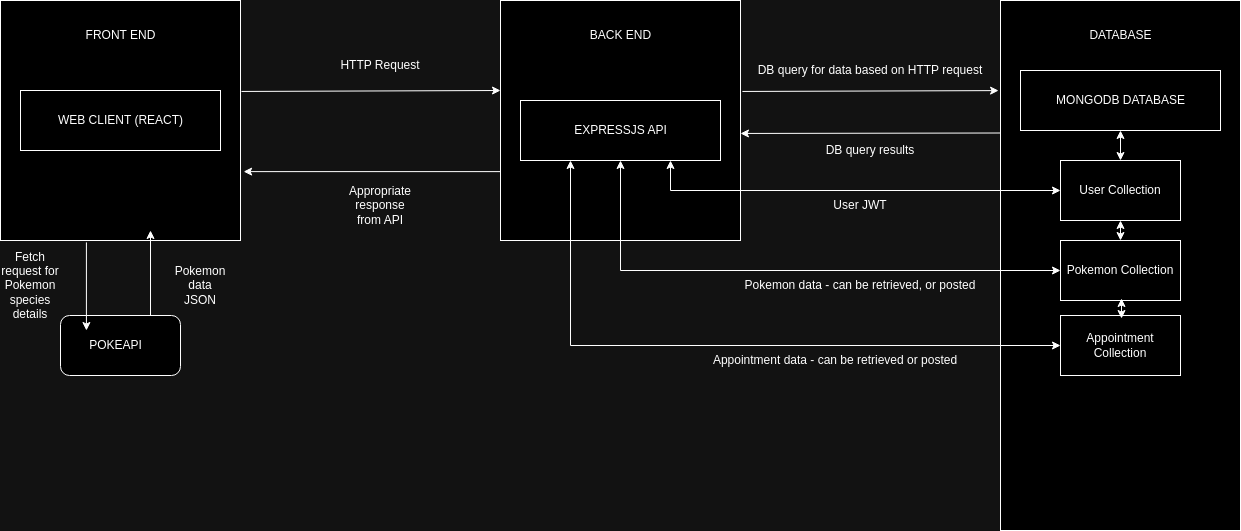 FRONT END
WEB CLIENT (REACT)
Fetch
request for
Pokemon
species
details
Pokemon
data
JSON
POKEAPI
HTTP Request
Appropriate
response
from API
BACK END
EXPRESSJS API
DB query for data based on HTTP request
DB query results
User JWT
Pokemon data - can be retrieved, or posted
Appointment data - can be retrieved or posted
DATABASE
MONGODB DATABASE
User Collection
Pokemon Collection
Appointment
Collection